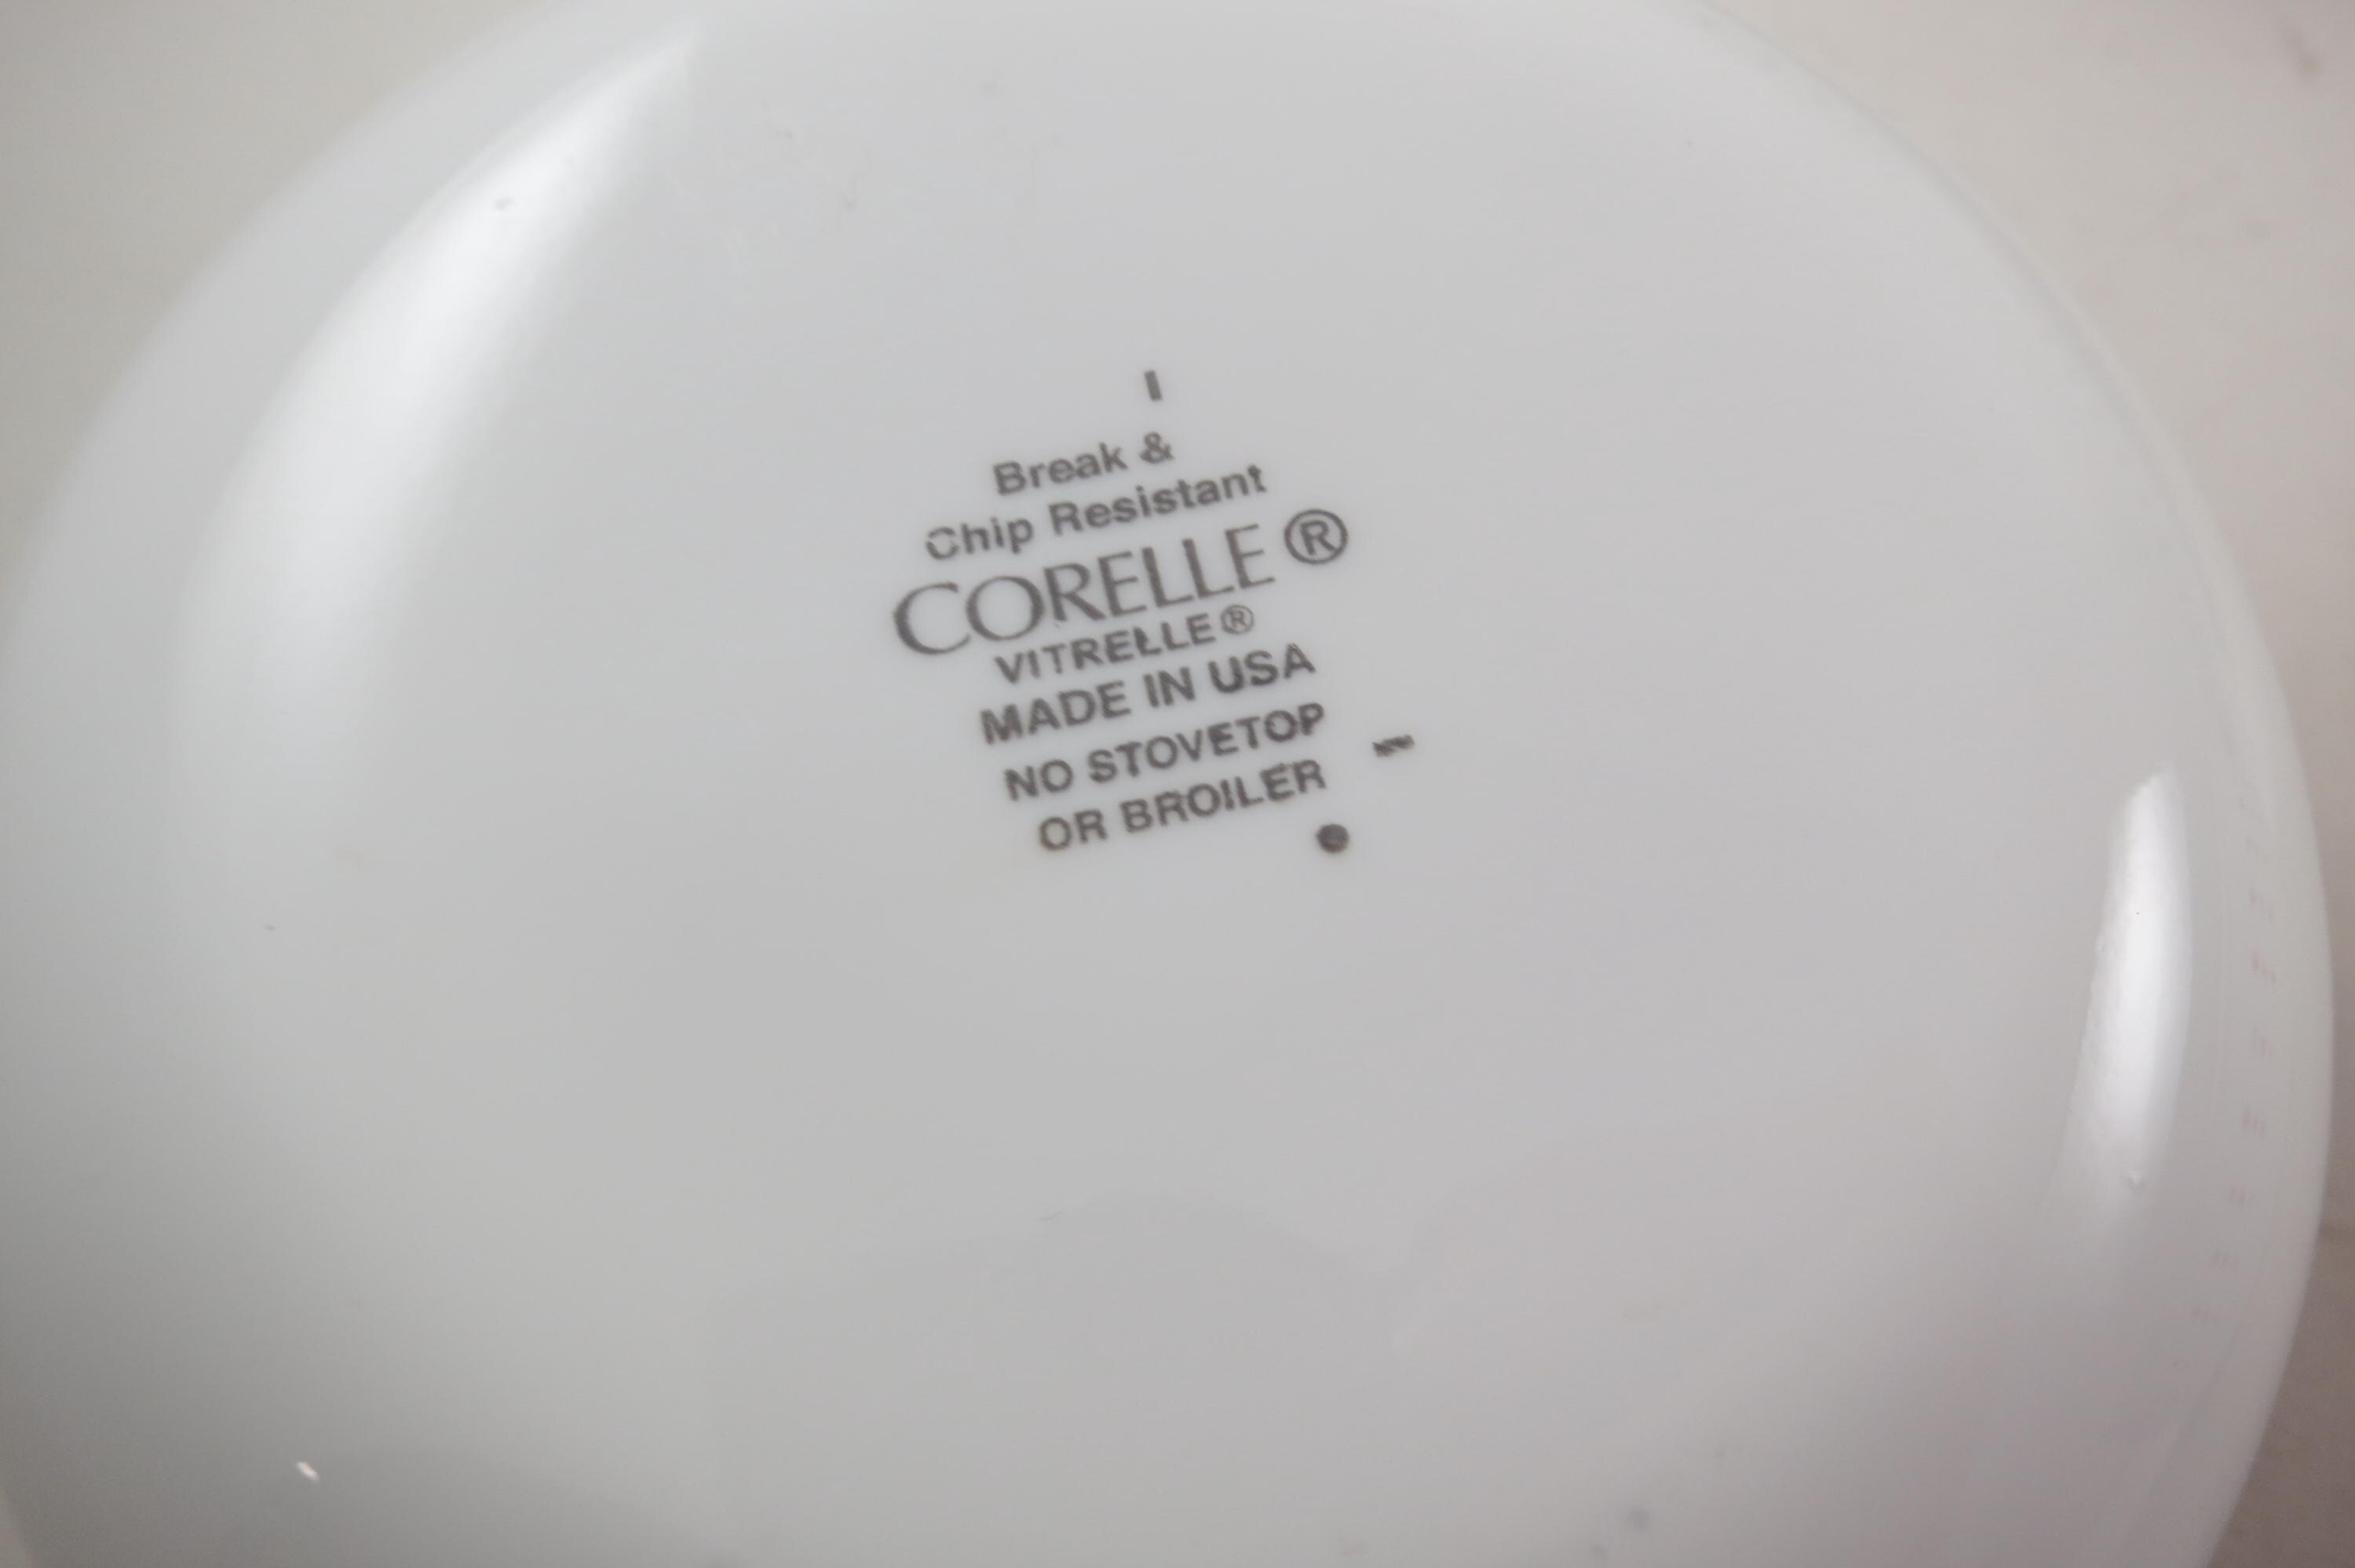 Break &
Chip Resistant
CORELLE ®
VITRELLE®
MADE IN USA
NO STOVETOP
OR BROILER